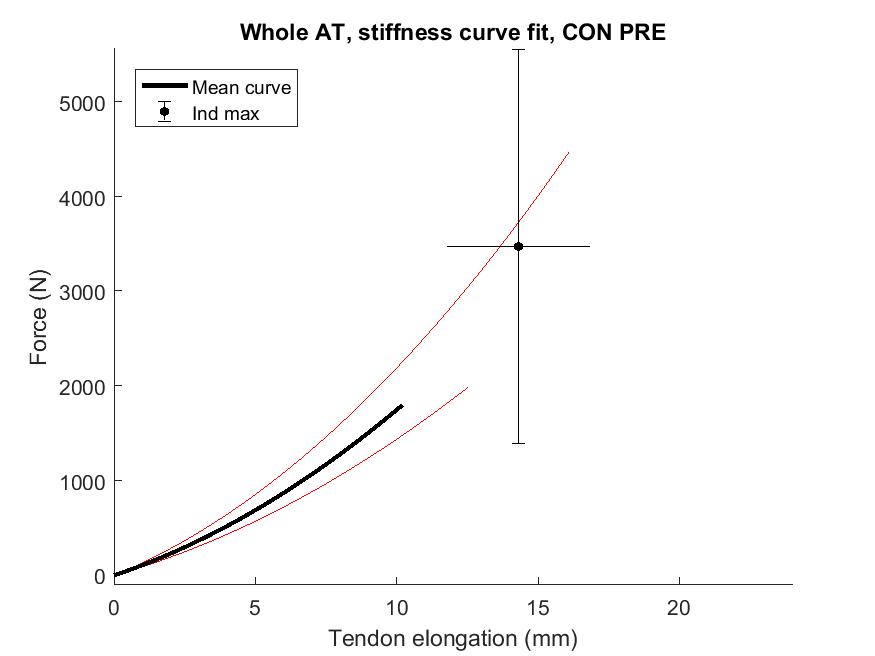 Whole AT, stiffness curve fit, CON PRE
Mean curve
Ind max
5000
4000
3000
2000
1000
0
Force (N)
0 5 10 15 20
Tendon elongation (mm)